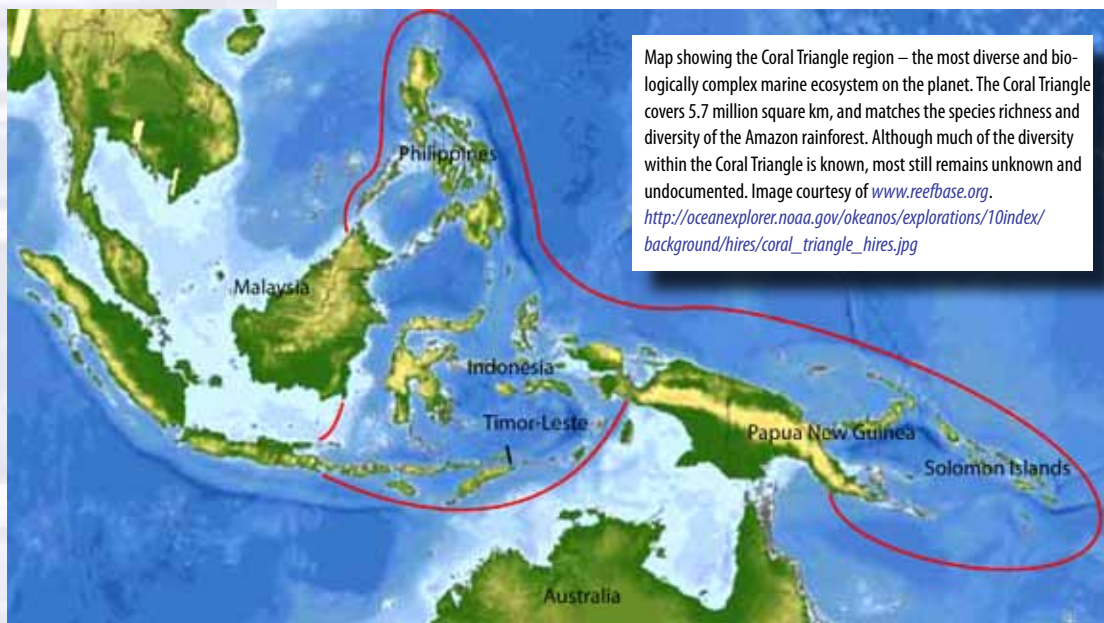 Map showing the Coral Triangle region – the most diverse and bio-
logically complex marine ecosystem on the planet. The Coral Triangle
covers 5.7 million square km, and matches the species richness and
diversity of the Amazon rainforest. Although much of the diversity
within the Coral Triangle is known, most still remains unknown and
undocumented. Image courtesy of www.reefbase.org.
http://oceanexplorer.noaa.gov/okeanos/explorations/10index/
background/hires/coral_triangle_hires.jpg
Philippines
Malaysia
Indonesia
Timor-Leste
Papua New Guinea
Solomon Islands
Australia